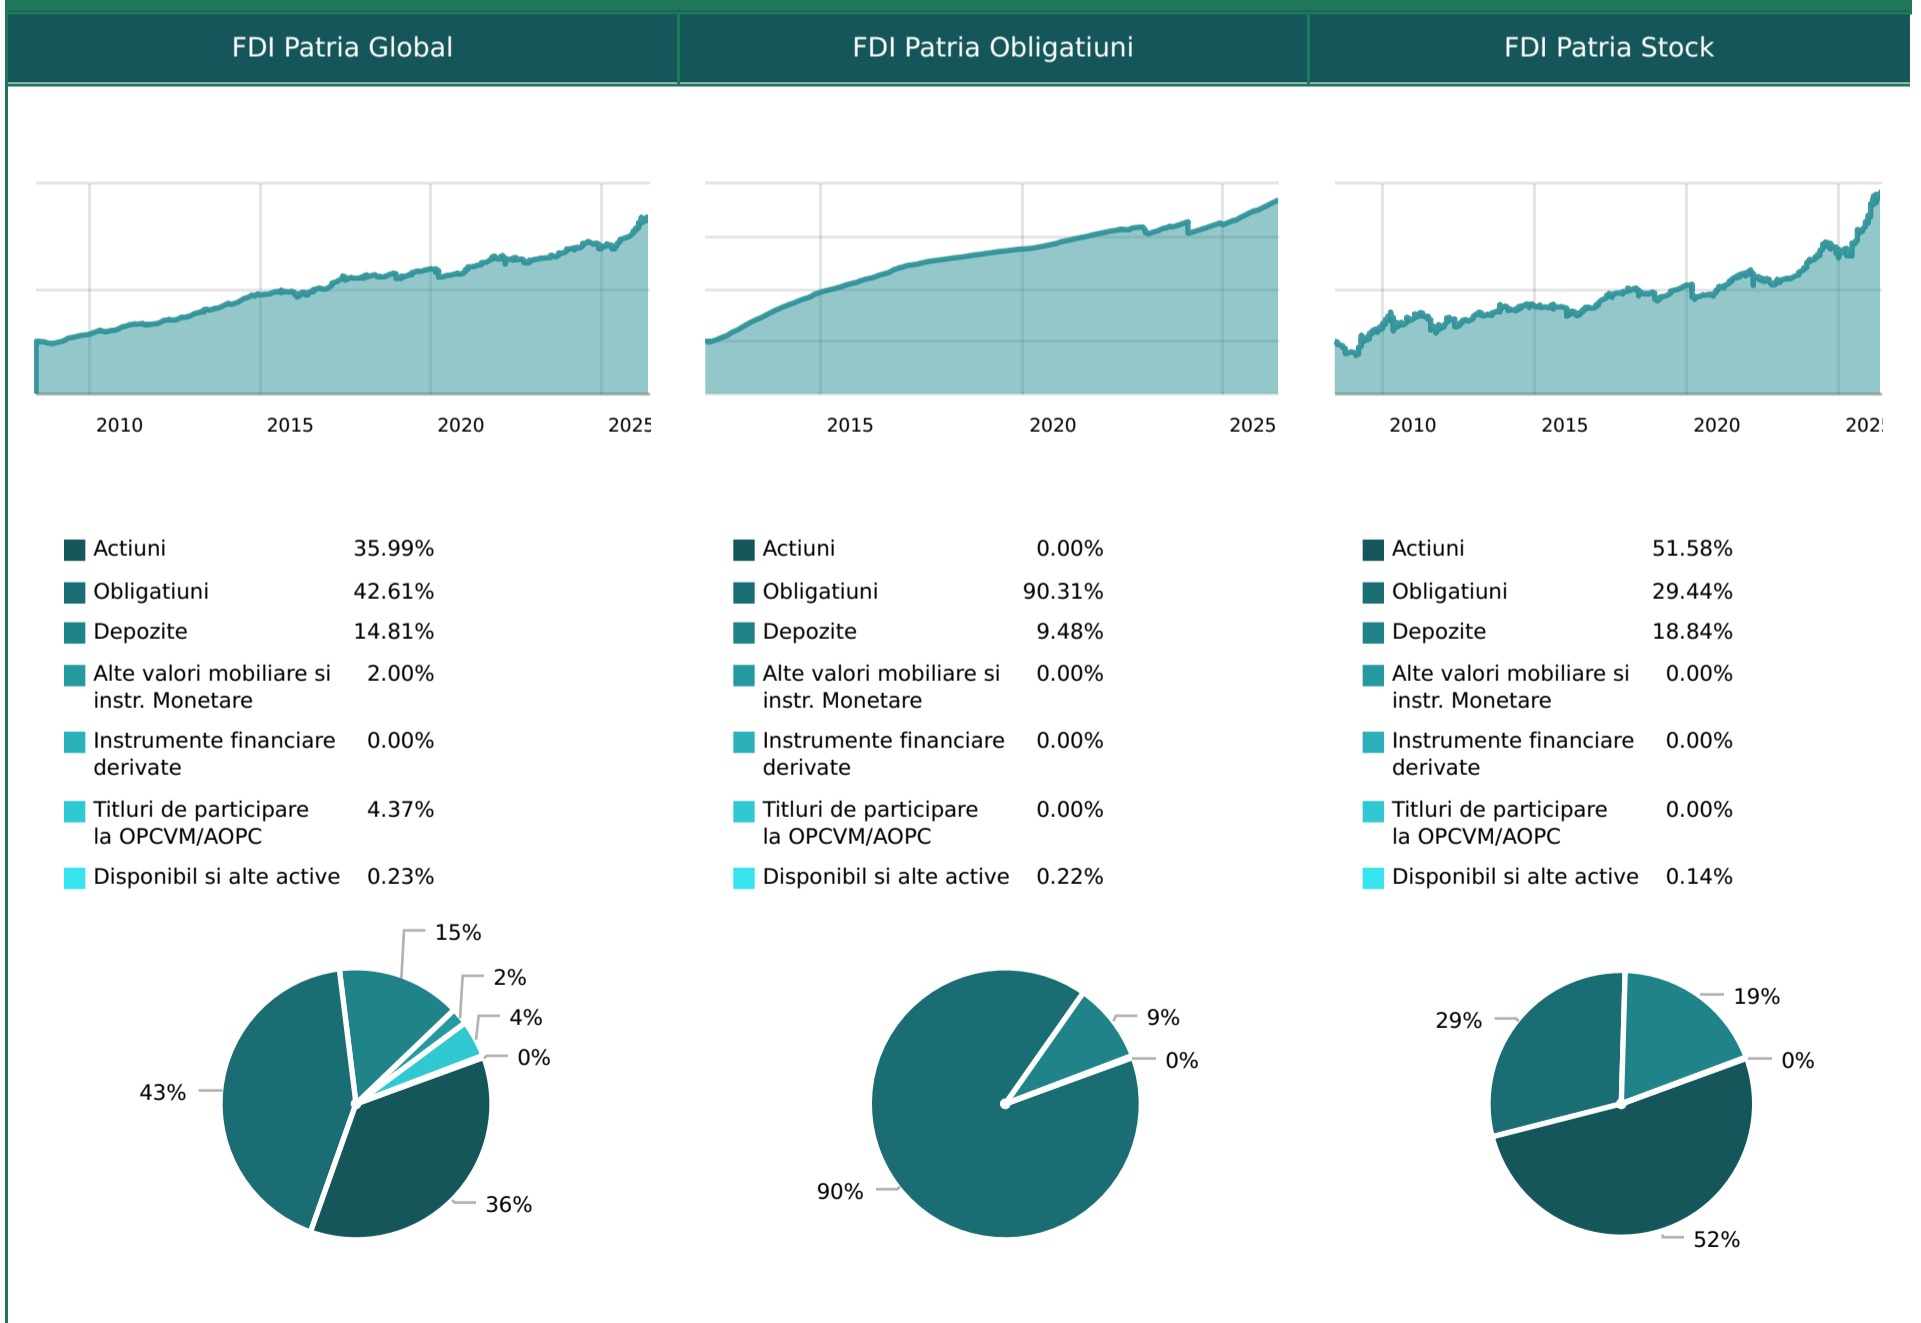 FDI Patria Global
FDI Patria Obligatiuni
FDI Patria Stock
2010 2015 2020 2025
2015 2020 2025
2010 2015 2020 2025
Actiuni 35.99%
Obligatiuni 42.61%
Depozite 14.81%
Alte valori mobiliare si 2.00%
instr. Monetare
Instrumente financiare 0.00%
derivate
Titluri de participare 4.37%
la OPCVM/AOPC
Disponibil si alte active 0.23%
15%
2%
4%
0%
43%
36%
Actiuni 0.00%
Obligatiuni 90.31%
Depozite 9.48%
Alte valori mobiliare si 0.00%
instr. Monetare
Instrumente financiare 0.00%
derivate
Titluri de participare 0.00%
la OPCVM/AOPC
Disponibil si alte active 0.22%
9%
0%
90%
Actiuni 51.58%
Obligatiuni 29.44%
Depozite 18.84%
Alte valori mobiliare si 0.00%
instr. Monetare
Instrumente financiare 0.00%
derivate
Titluri de participare 0.00%
la OPCVM/AOPC
Disponibil si alte active 0.14%
19%
29%
0%
52%